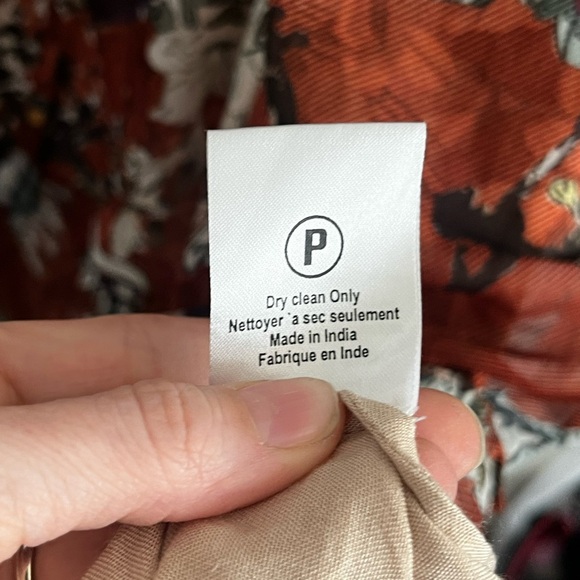 P
Dry clean Only
Nettoyer `a sec seulement
Made in India
Fabrique en Inde